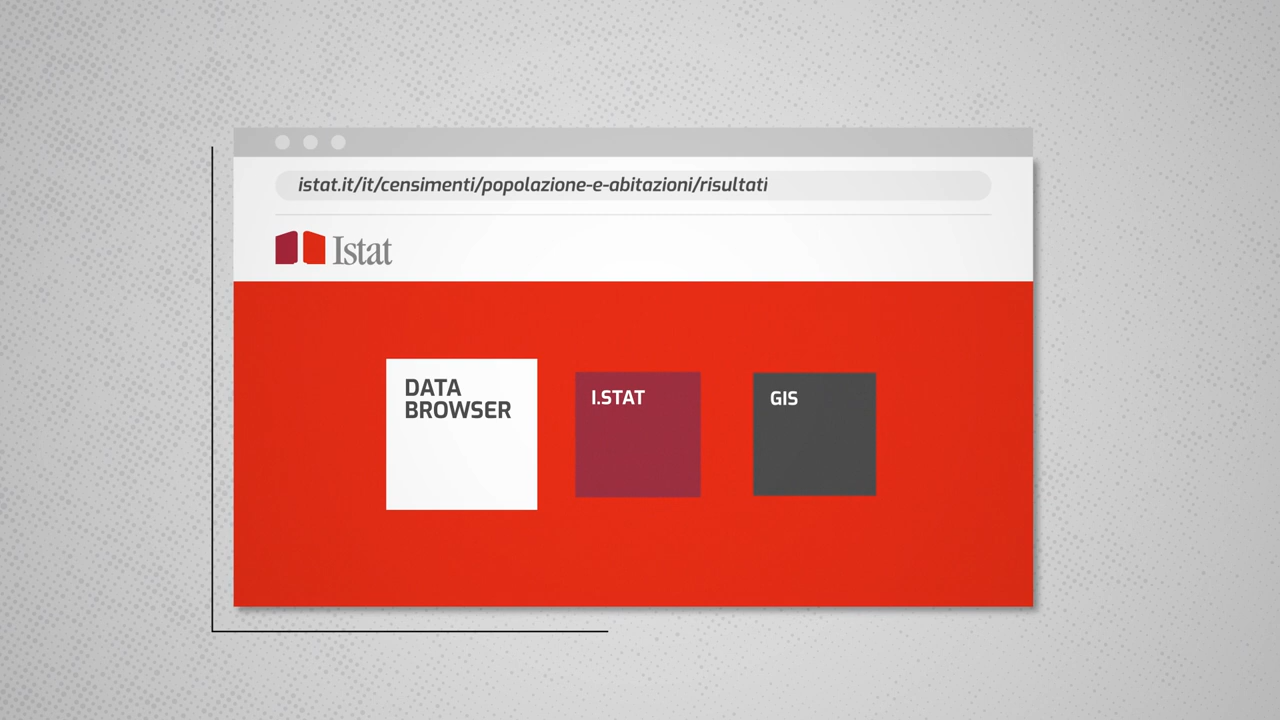 istat.it/it/censimenti/popolazione-e-abitazioni/risultati
Istat
DATA
BROWSER
I.STAT
GIS